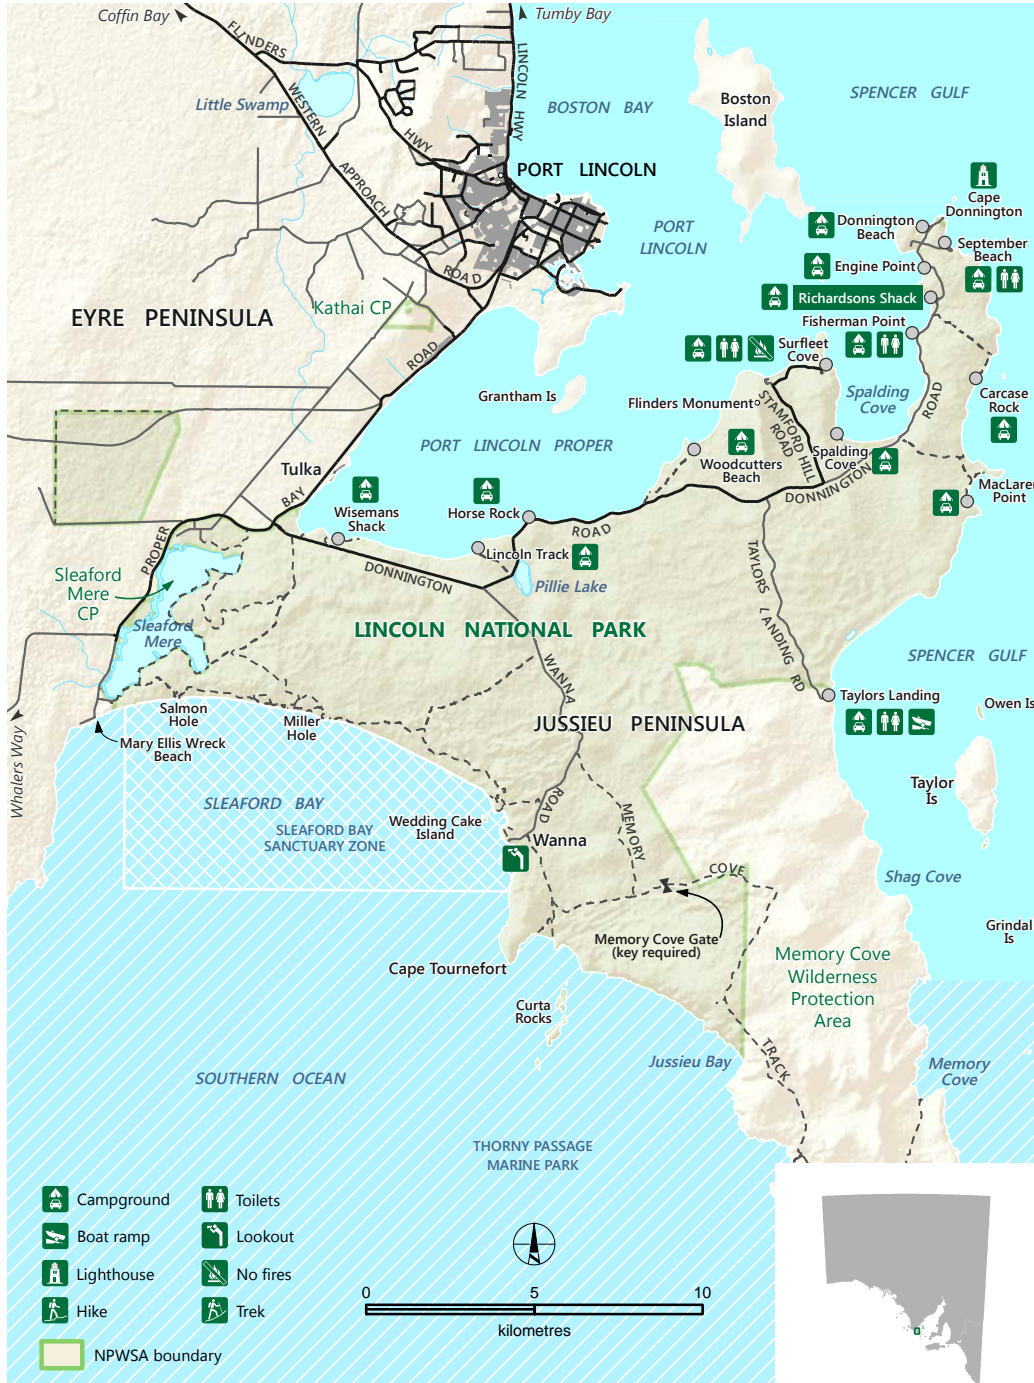 Coffin Bay
Tumby Bay
FLINDERS
HWY
LINCOLN HWY
WESTERN
APPROACH
ROAD
Little Swamp
BOSTON BAY
Boston
Island
SPENCER GULF
PORT LINCOLN
PORT
LINCOLN
Cape
Donnington
Donnington
Beach
September
Beach
Engine Point
Richardsons Shack
Fisherman Point
Kathai CP
EYRE PENINSULA
ROAD
Surfleet
Cove
Grantham Is
Flinders Monument
STAMFORD HILL
ROAD
Spalding
Cove
ROAD
Carcase
Rock
PORT LINCOLN PROPER
Woodcutters
Beach
Spalding
Cove
DONNINGTON
Tulka
BAY
PROPER
Wisemans
Shack
Horse Rock
ROAD
MacLaren
Point
Lincoln Track
DONNINGTON
Pillie Lake
TAYLORS LANDING RD
Sleaford
Mere
CP
Sleaford
Mere
LINCOLN NATIONAL PARK
WANNA
ROAD
SPENCER GULF
Taylors Landing
Owen Is
Salmon
Hole
Miller
Hole
JUSSIEU PENINSULA
Mary Ellis Wreck
Beach
Whalers Way
Taylor
Is
SLEAFORD BAY
SLEAFORD BAY
SANCTUARY ZONE
Wedding Cake
Island
Wanna
MEMORY
COVE
TRACK
Shag Cove
Memory Cove Gate
(key required)
Grindal
Is
Cape Tournefort
Memory Cove
Wilderness
Protection
Area
Curta
Rocks
Jussieu Bay
Memory
Cove
SOUTHERN OCEAN
THORNY PASSAGE
MARINE PARK
Campground
Toilets
Boat ramp
Lookout
Lighthouse
No fires
Hike
Trek
NPWSA boundary
0 5 10
kilometres